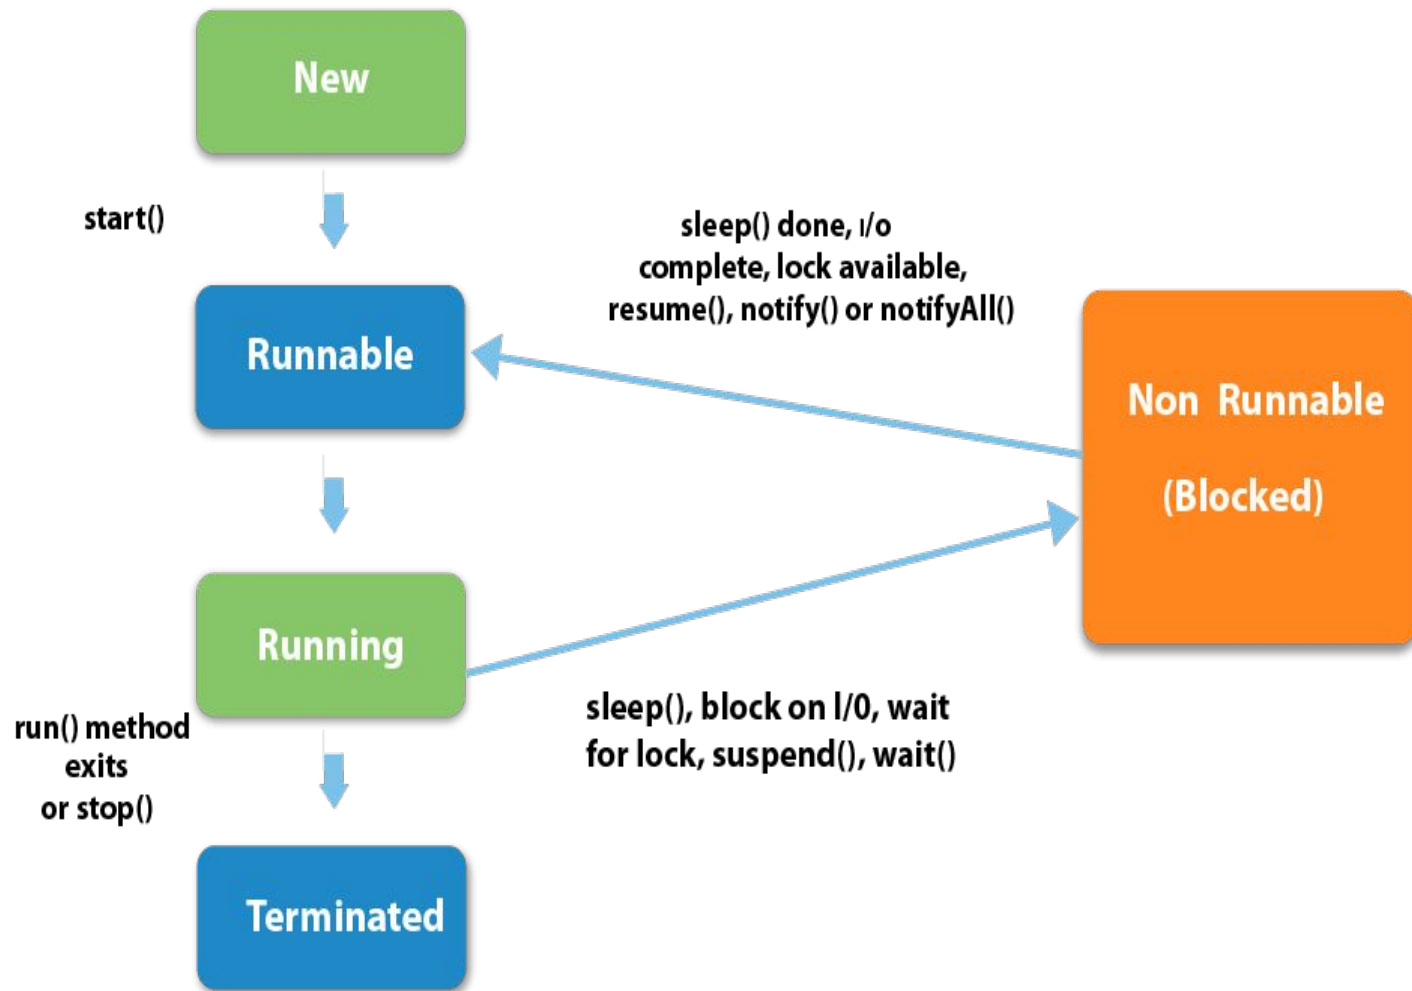 New
start()
sleep() done, I/o
complete, lock available,
resume(), notify() or notifyAll()
Runnable
Non Runnable
(Blocked)
Running
sleep(), block on I/0, wait
for lock, suspend(), wait()
run() method
exits
or stop()
Terminated